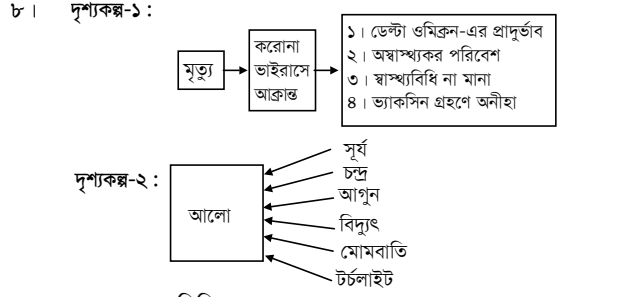 ৮। দৃশ্যকল্প-১ :
মৃত্যু
করোনা
ভাইরাসে
আক্রান্ত
১। ডেল্টা ওমিক্রন-এর প্রাদুর্ভাব
২। অস্বাস্থ্যকর পরিবেশ
৩। স্বাস্থ্যবিধি না মানা
৪। ভ্যাকসিন গ্রহণে অনীহা
দৃশ্যকল্প-২ :
আলো
সূর্য
চন্দ্র
আগুন
বিদ্যুৎ
মোমবাতি
টর্চলাইট